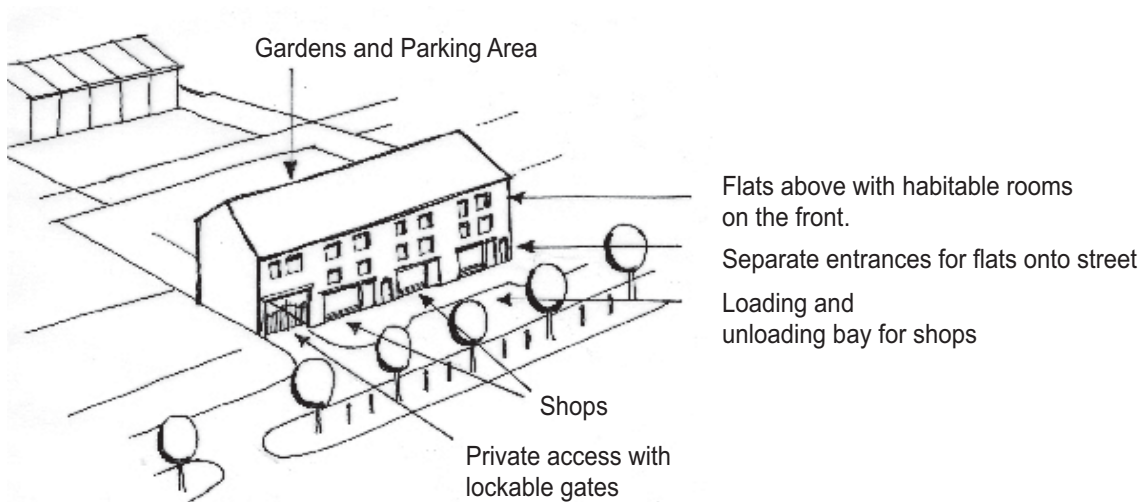 Gardens and Parking Area
Flats above with habitable rooms
on the front.
Separate entrances for flats onto street
Loading and
unloading bay for shops
Shops
Private access with
lockable gates